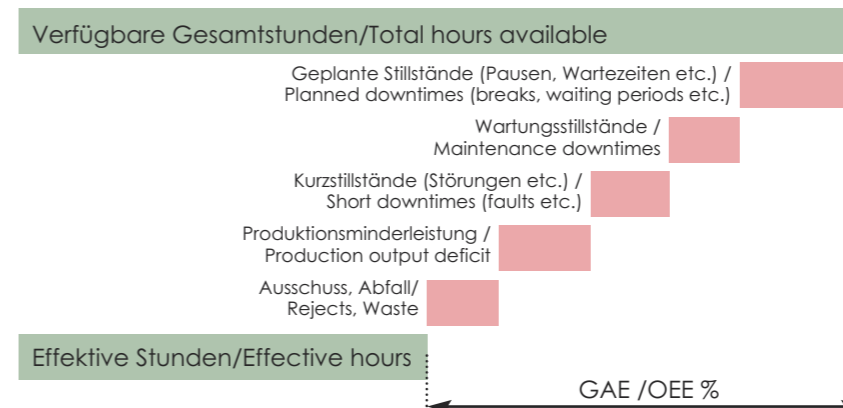 Verfügbare Gesamtstunden/Total hours available
Geplante Stillstände (Pausen, Wartezeiten etc.) /
Planned downtimes (breaks, waiting periods etc.)
Wartungsstillstände /
Maintenance downtimes
Kurzstillstände (Störungen etc.) /
Short downtimes (faults etc.)
Produktionsminderleistung /
Production output deficit
Ausschuss, Abfall/
Rejects, Waste
Effektive Stunden/Effective hours
GAE /OEE %